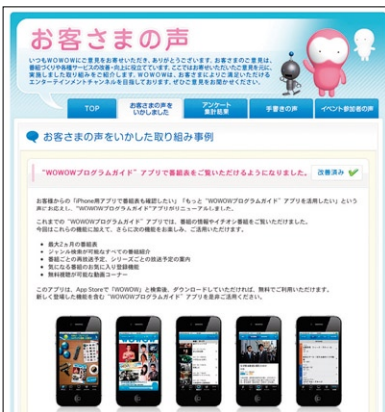 お客さまの声
いつもWOWOWにご意見をお寄せいただき、ありがとうございます。お客さまのご意見は、
番組づくりや各種サービスの改善・向上に役立てています。ここではお寄せいただいたご意見を元に、
実施しました取り組みをご紹介します。WOWOWは、お客さまによりご満足いただける
エンターテインメントチャンネルを目指しております。ぜひご意見をお聞かせください。
TOP
お客さまの声を
いかしました
アンケート
集計結果
手書きの声
イベント参加者の声
お客さまの声をいかした取り組み事例
“WOWOWプログラムガイド”アプリで番組表をご覧いただけるようになりました。
改善済み
お客様からの「iPhone用アプリで番組表も確認したい」「もっと“WOWOWプログラムガイド”アプリを活用したい」という
声にお応えし、“WOWOWプログラムガイド”アプリがリニューアルしました。
これまでの“WOWOWプログラムガイド”アプリでは、番組の情報やイチオシ番組をご覧いただけました。
今回はこれらの機能に加えて、さらに次の機能をお楽しみ、ご活用いただけます。
• 最大2ヵ月の番組表
• ジャンル検索が可能なすべての番組紹介
• 番組ごとの再放送予定、シリーズごとの放送予定の案内
• 気になる番組のお気に入り登録機能
• 無料視聴が可能な動画コーナー
このアプリは、App Storeで「WOWOW」と検索後、ダウンロードしていただければ、無料でご利用いただけます。
新しく登場した機能を含む“WOWOWプログラムガイド”アプリを是非ご活用ください。
WOWOW